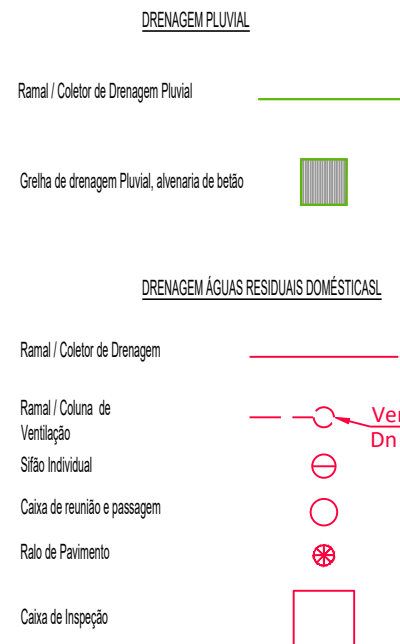 DRENAGEM PLUVIAL
Ramal / Coletor de Drenagem Pluvial
Grelha de drenagem Pluvial, alvenaria de betão
DRENAGEM ÁGUAS RESIDUAIS DOMÉSTICASL
Ramal / Coletor de Drenagem
Ramal / Coluna de
Ventilação
Ver
Dn
Sifão Individual
Caixa de reunião e passagem
Ralo de Pavimento
Caixa de Inspeção